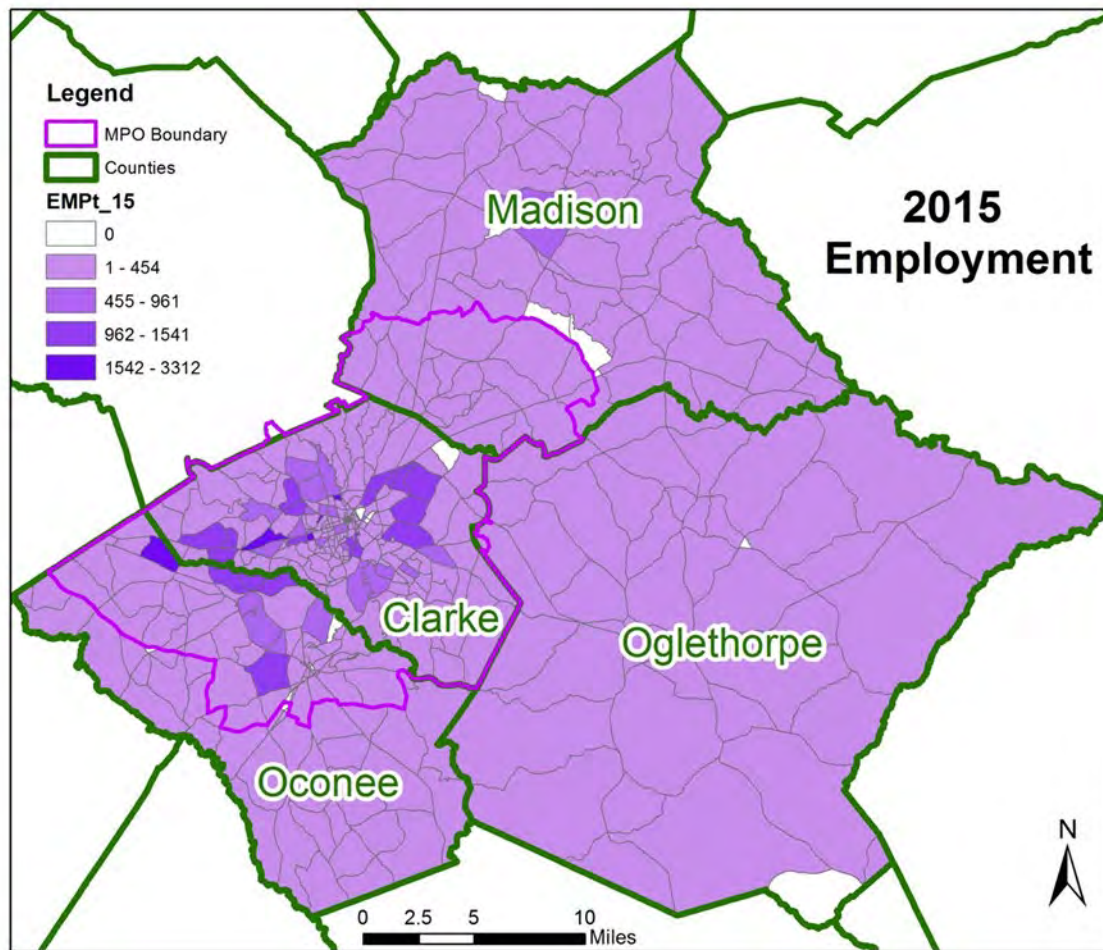 Legend
MPO Boundary
Counties
EMPt_15
0
1 - 454
455 - 961
962 - 1541
1542 - 3312
2015
Employment
Madison
Clarke
Oglethorpe
Oconee
N
0 2.5 5 10
Miles